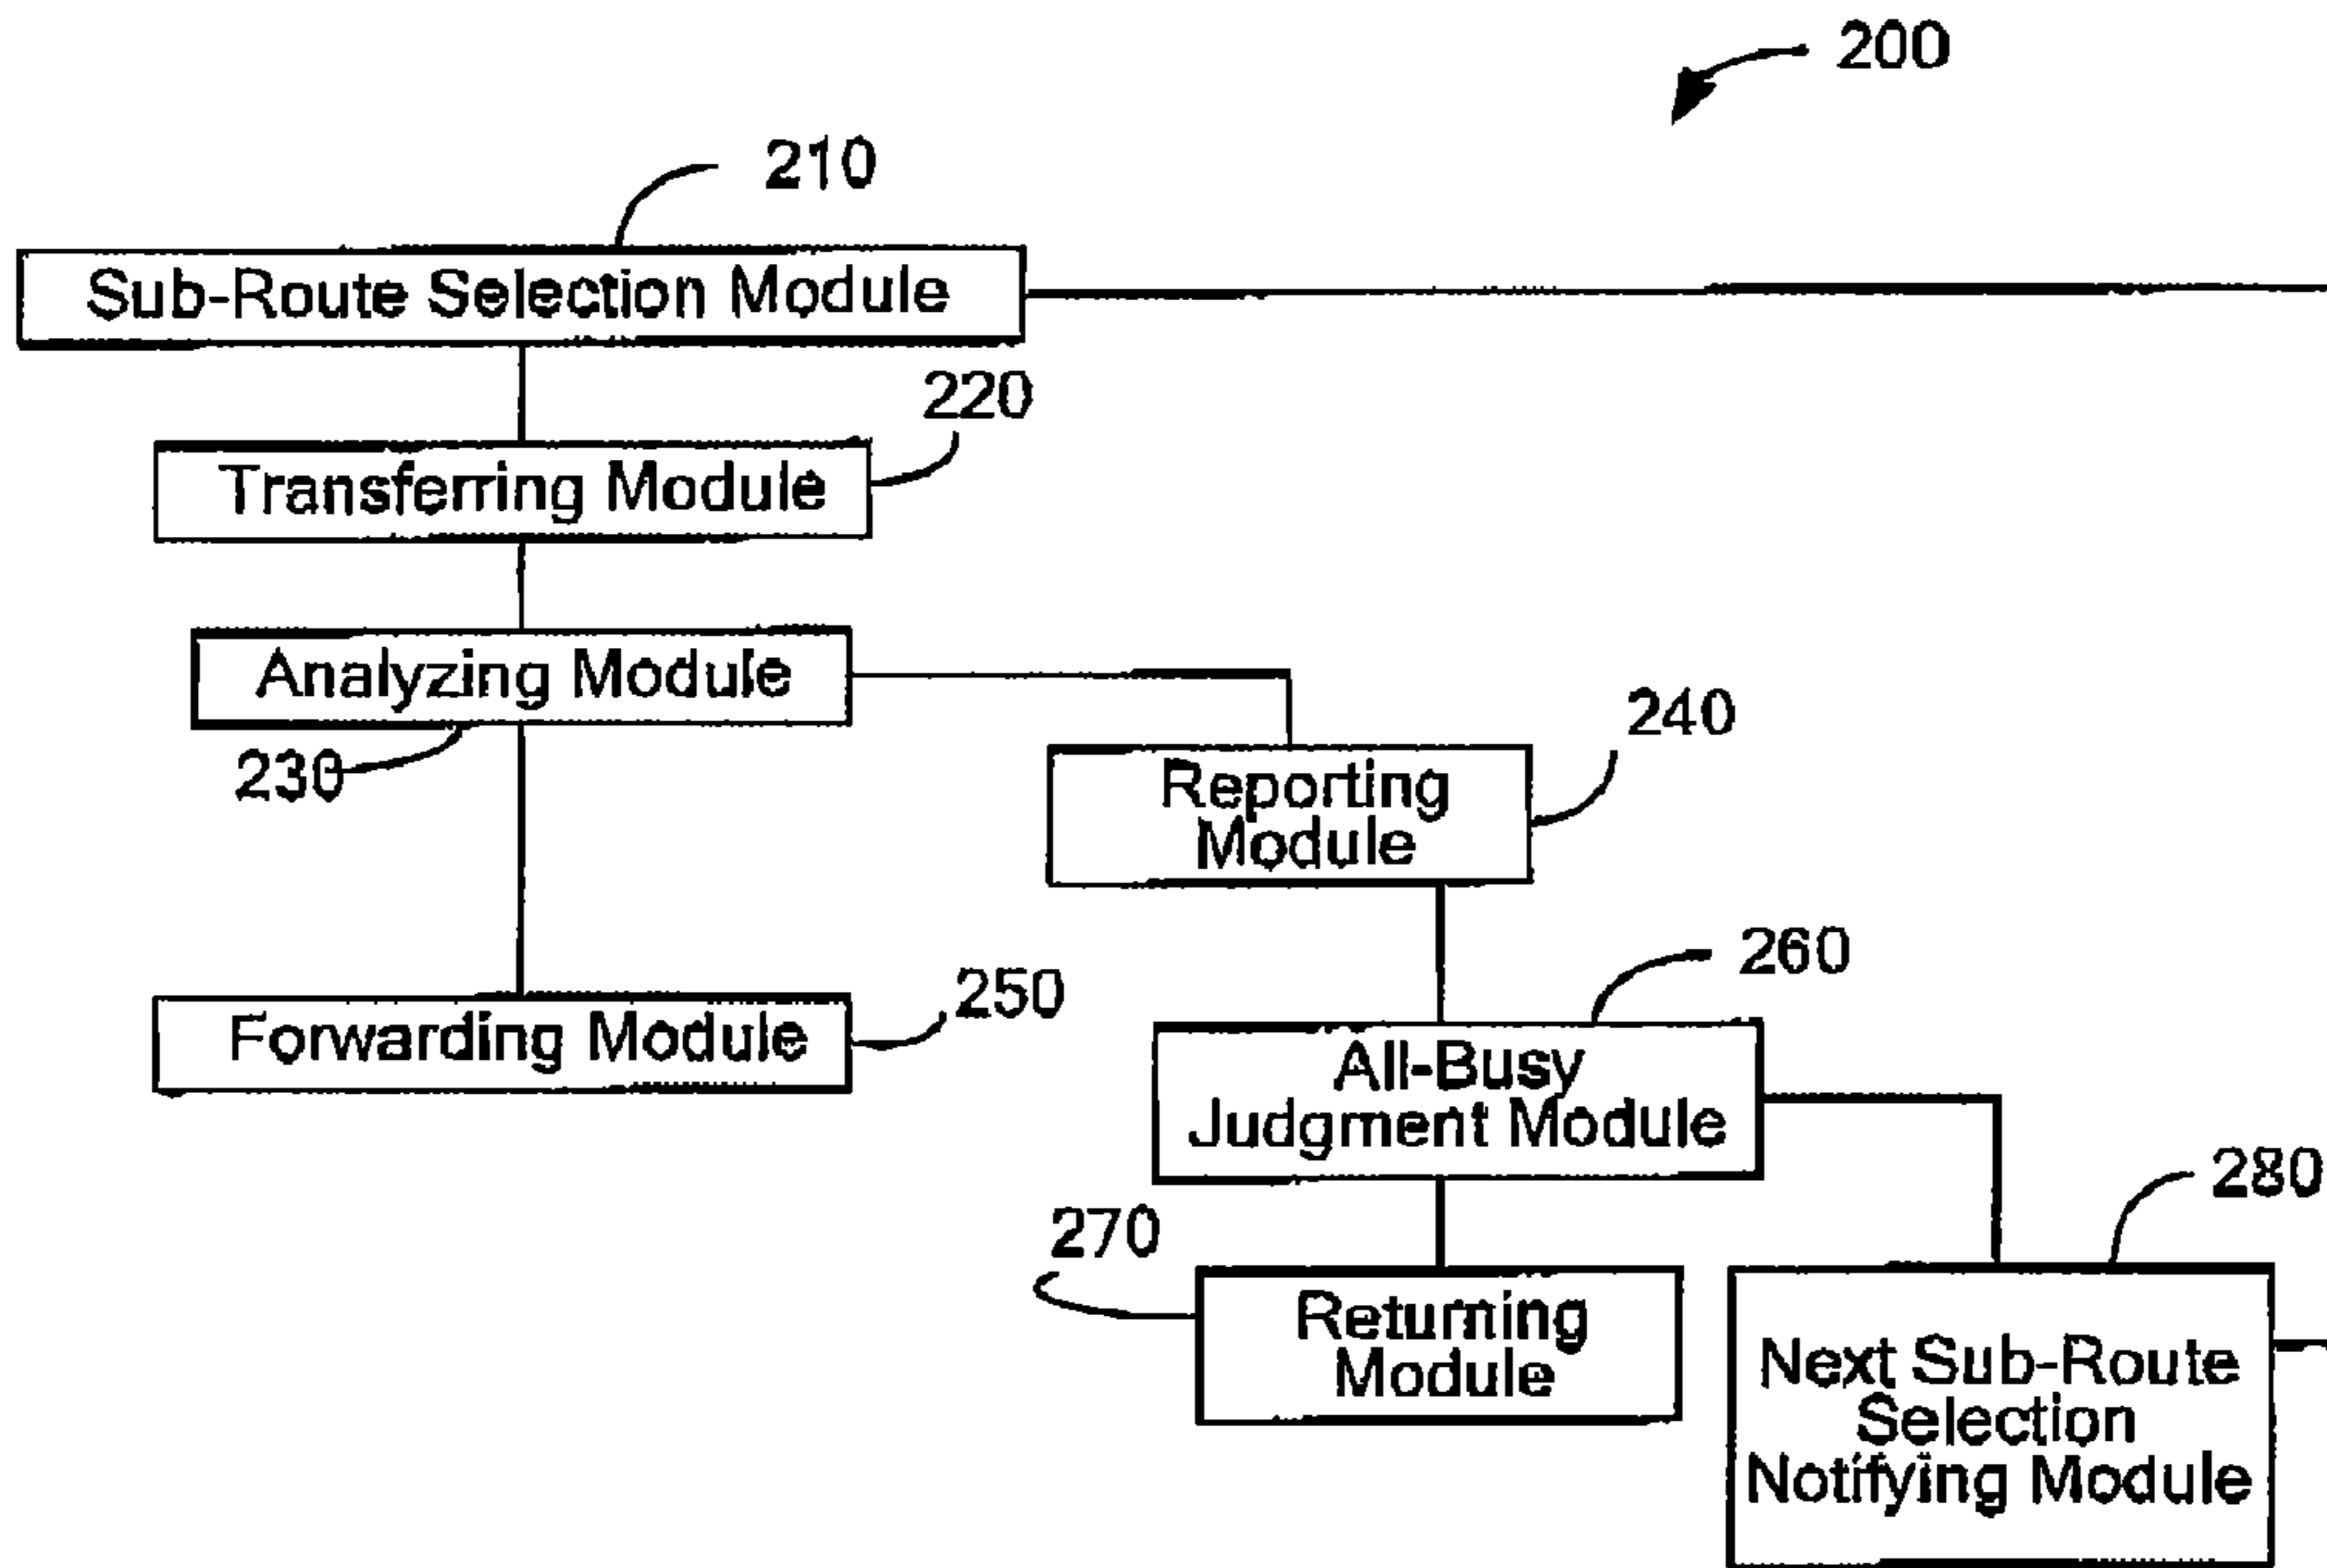 200
210
Sub-Route Selection Module
220
Transferring Module
Analyzing Module
230
240
Reporting
Module
250
Forwarding Module
260
All-Busy
Judgment Module
270
Returning
Module
280
Next Sub-Route
Selection
Notifying Module